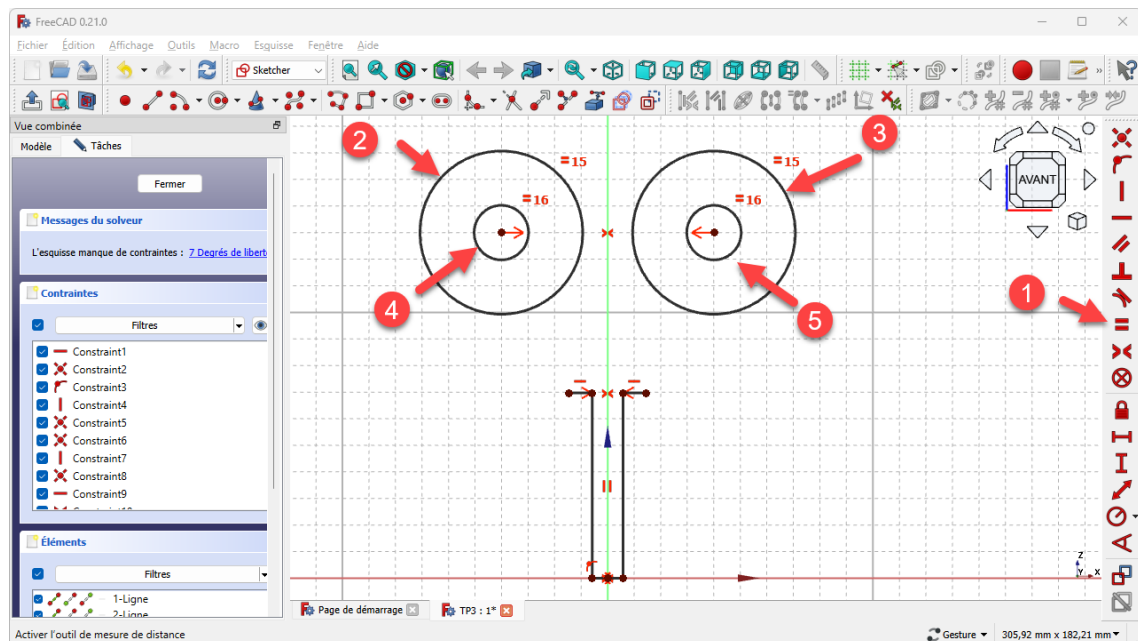 FreeCAD 0.21.0
Fichier Édition Affichage Outils Macro Esquisse Fenêtre Aide
Sketcher
Vue combinée
Modèle Tâches
Fermer
Messages du solveur
L'esquisse manque de contraintes : 7 Degrés de liberté
Contraintes
Filtres
Constraint1
Constraint2
Constraint3
Constraint4
Constraint5
Constraint6
Constraint7
Constraint8
Constraint9
Éléments
Filtres
1-Ligne
2-Ligne
2
15
16
4
3
15
16
5
1
AVANT
Z
Y
X
Page de démarrage
TP3 : 1*
Activer l'outil de mesure de distance
Gesture
305,92 mm x 182,21 mm